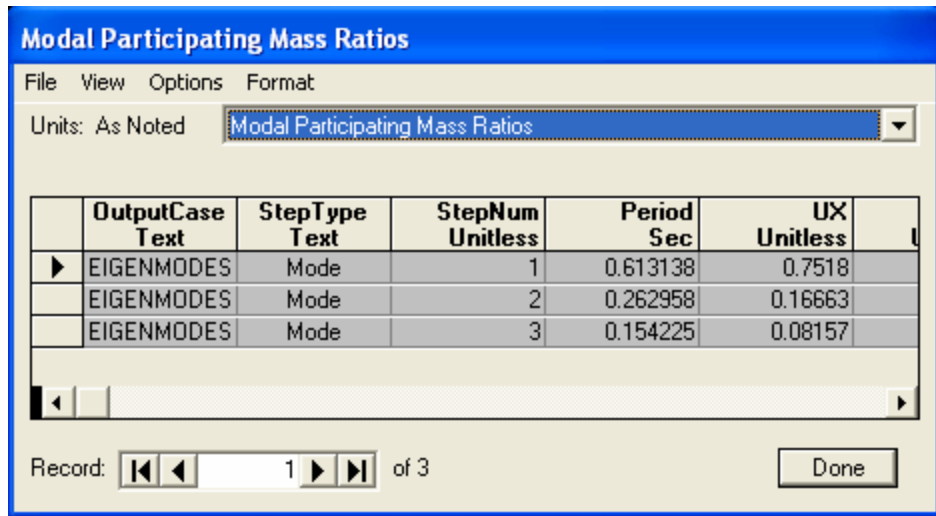 Modal Participating Mass Ratios
File View Options Format
Units: As Noted Modal Participating Mass Ratios
OutputCase StepType StepNum Period UX
Text Text Unitless Sec Unitless
EIGENMODES Mode 1 0.613138 0.7518
EIGENMODES Mode 2 0.262958 0.16663
EIGENMODES Mode 3 0.154225 0.08157
Record: 1 of 3 Done